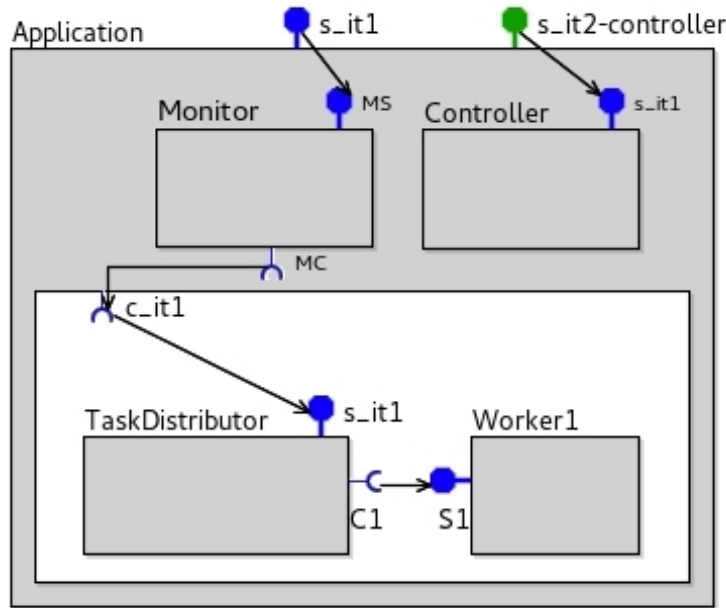 Application
s_it1
s_it2-controller
Monitor
MS
Controller
s_it1
MC
c_it1
TaskDistributor
s_it1
Worker1
C1
S1